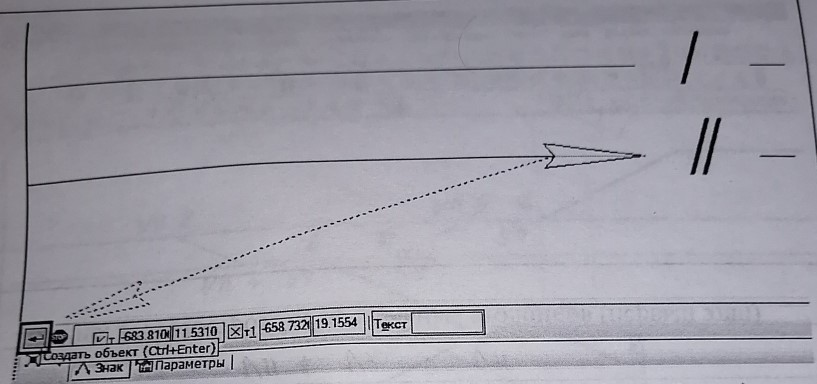 т -683.810 11.5310 т1 -658.732 19.1554 Текст
Создать объект (Ctrl+Enter)
Знак Параметры